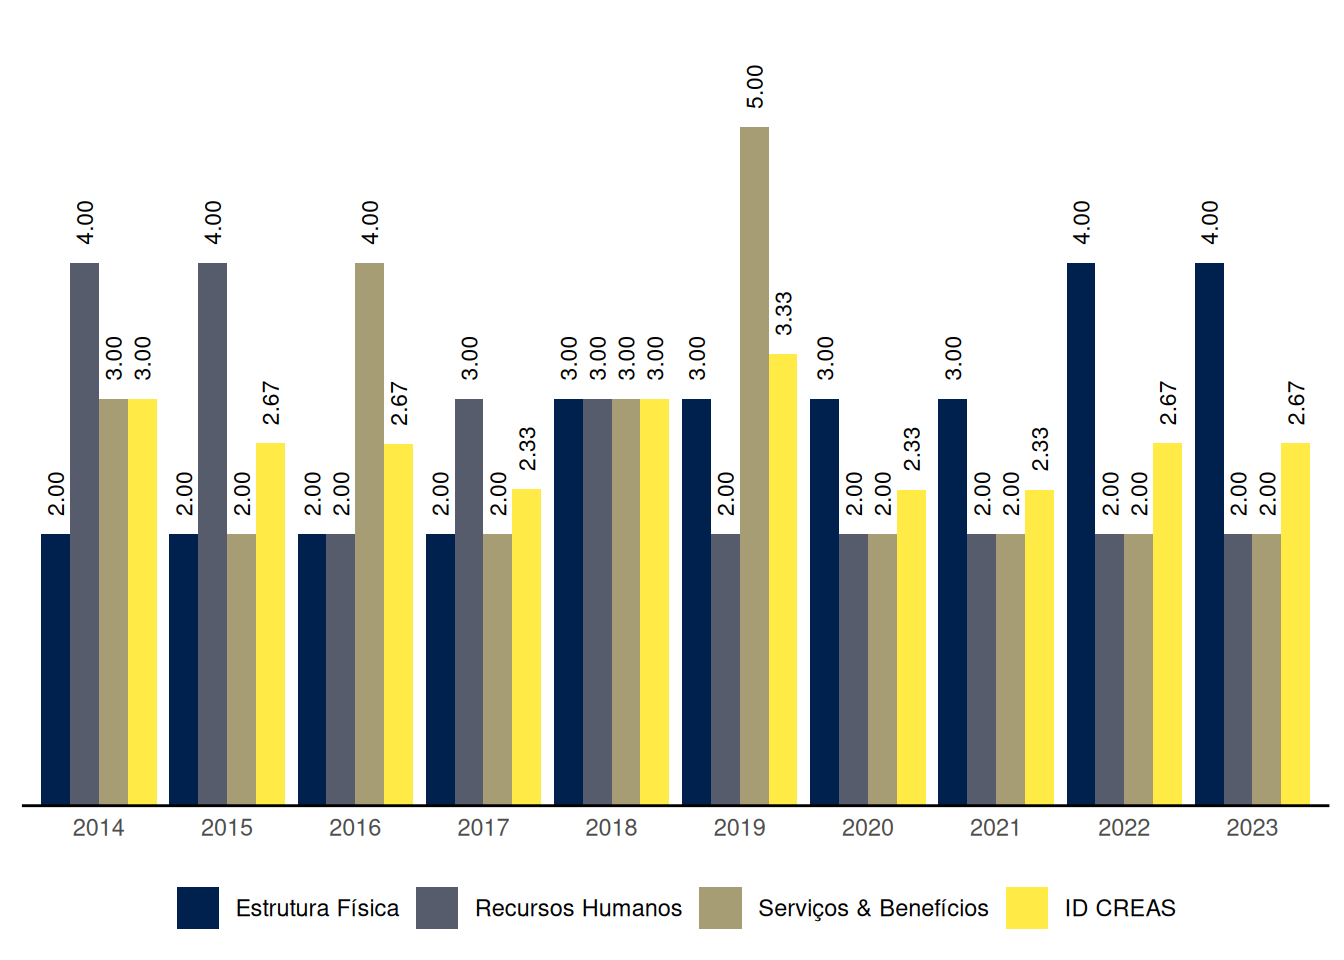 5.00
4.00 4.00 4.00 4.00 4.00
3.33
3.00 3.00 3.00 3.00 3.00 3.00 3.00 3.00 3.00 3.00
2.67 2.67 2.67 2.67
2.33 2.33 2.33
2.00 2.00 2.00 2.00 2.00 2.00 2.00 2.00 2.00 2.00 2.00 2.00 2.00 2.00 2.00 2.00
2014 2015 2016 2017 2018 2019 2020 2021 2022 2023
Estrutura Física Recursos Humanos Serviços & Benefícios ID CREAS